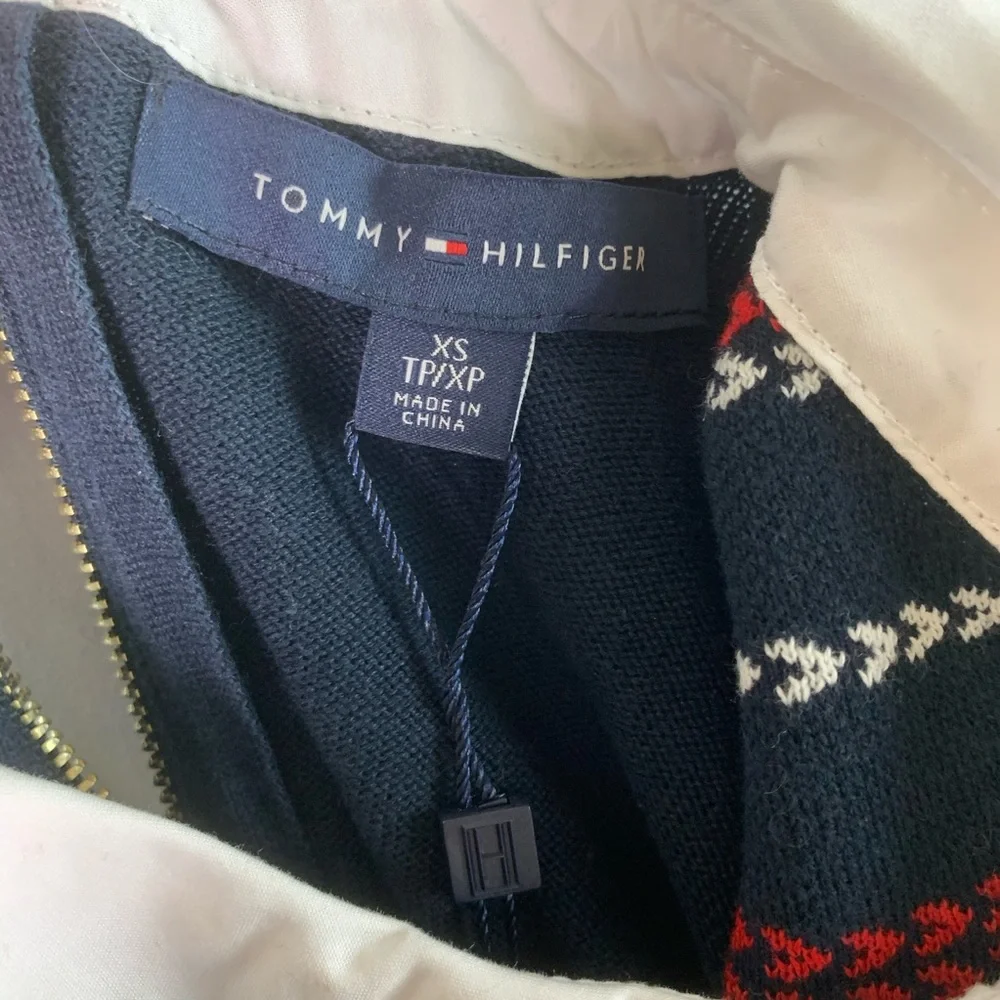 TOMMY HILFIGER
XS
TP/XP
MADE IN
CHINA
H